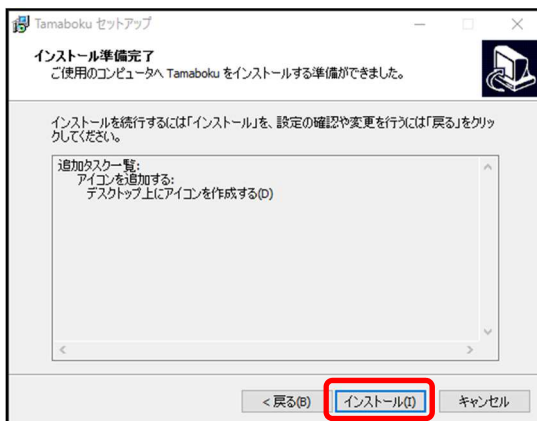 Tamaboku セットアップ
インストール準備完了
ご使用のコンピュータへ Tamaboku をインストールする準備ができました。
インストールを続行するには「インストール」を、設定の確認や変更を行うには「戻る」をクリッ
クしてください。
追加タスク一覧:
アイコンを追加する:
デスクトップ上にアイコンを作成する(D)
< 戻る(B) インストール(I) キャンセル